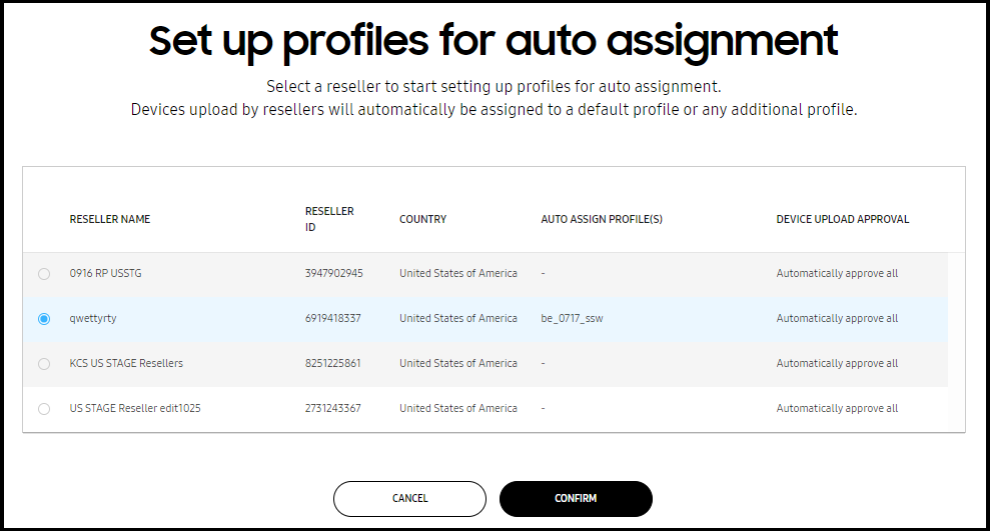 Set up profiles for auto assignment
Select a reseller to start setting up profiles for auto assignment.
Devices upload by resellers will automatically be assigned to a default profile or any additional profile.
RESELLER NAME RESELLER ID COUNTRY AUTO ASSIGN PROFILE(S) DEVICE UPLOAD APPROVAL
0916 RP USSTG 3947902945 United States of America - Automatically approve all
qwettyrty 6919418337 United States of America be_0717_ssw Automatically approve all
KCS US STAGE Resellers 8251225861 United States of America - Automatically approve all
US STAGE Reseller edit1025 2731243367 United States of America - Automatically approve all
CANCEL CONFIRM